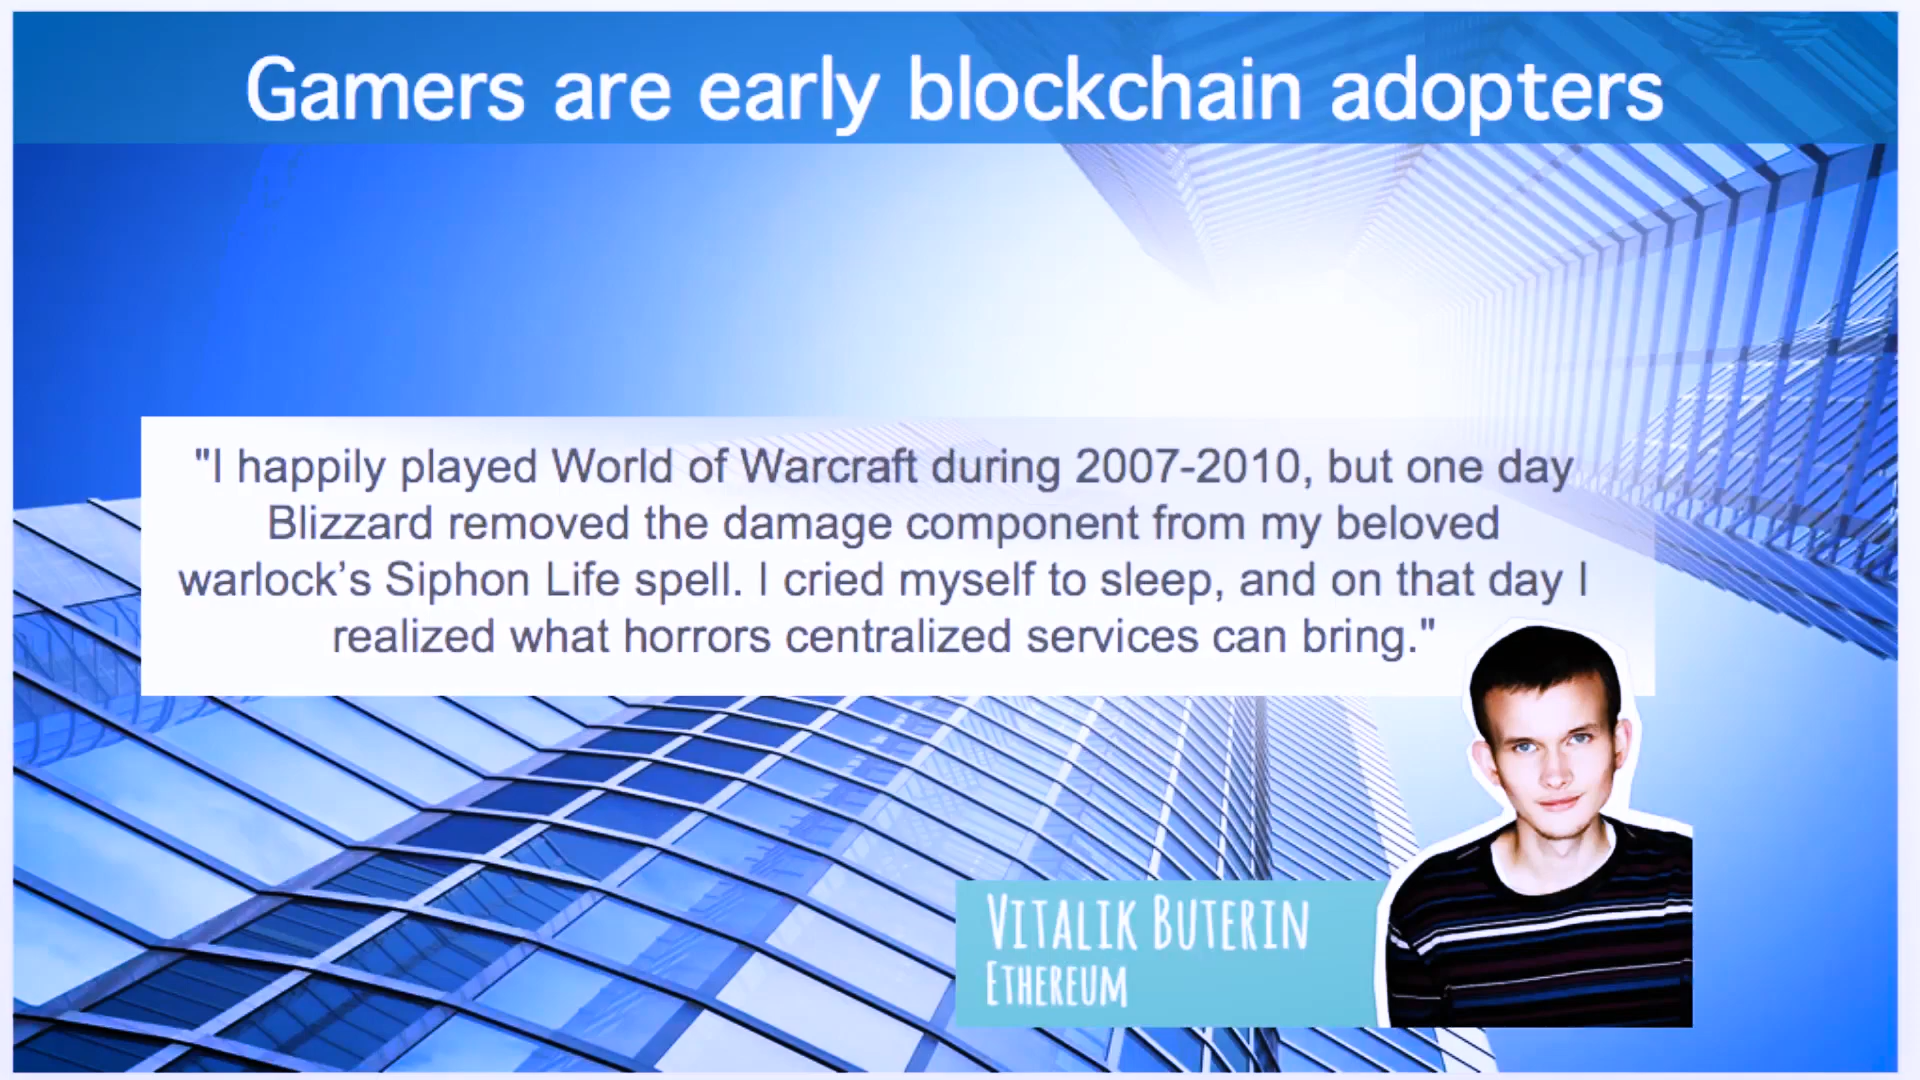 Gamers are early blockchain adopters
"I happily played World of Warcraft during 2007-2010, but one day
Blizzard removed the damage component from my beloved
warlock’s Siphon Life spell. I cried myself to sleep, and on that day I
realized what horrors centralized services can bring."
VITALIK BUTERIN
ETHEREUM